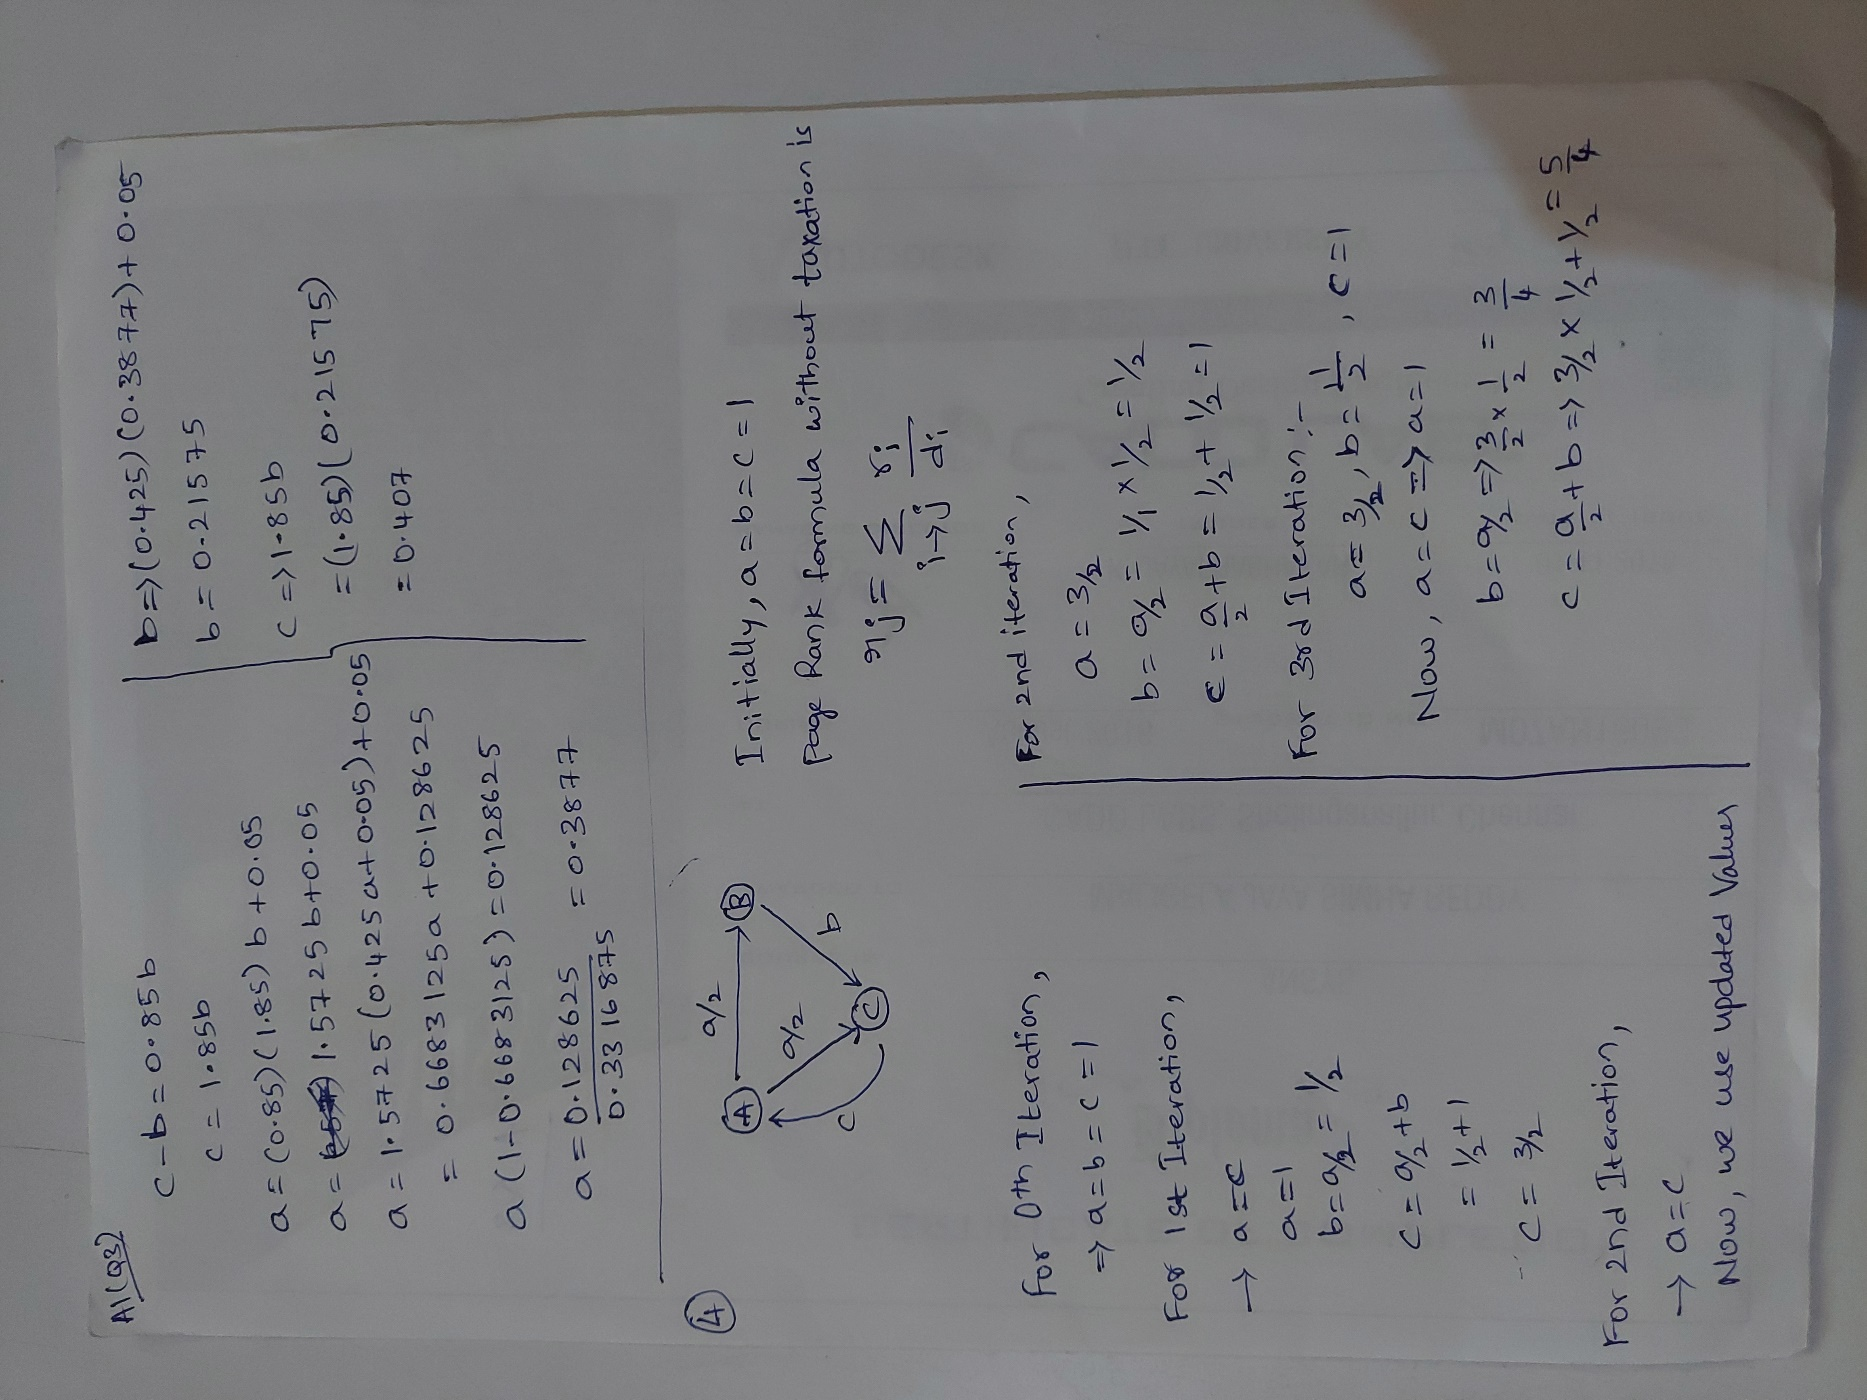 A1(Q3)
c-b=0.85b
c=1.85b
a=(0.85)(1.85)b+0.05
a=1.5725b+0.05
a=1.5725(0.425a+0.05)+0.05
=0.6683125a+0.128625
a(1-0.6683125)=0.128625
a=0.128625/0.3316875=0.3877
b=>(0.425)(0.3877)+0.05
b=0.21575
c=>1.85b
=(1.85)(0.21575)
=0.407
④
A
a/2
B
a/2
b
c
C
Initially, a=b=c=1
Page Rank formula without taxation is
rj=Σ i→j ri/di
For 0th Iteration,
⇒a=b=c=1
For 1st Iteration,
→ a=c
a=1
b=a/2=1/2
c=a/2+b
=1/2+1
c=3/2
For 2nd Iteration,
→ a=c
Now, we use updated Values
For 2nd iteration,
a=3/2
b=a/2=1/1×1/2=1/2
c=a/2+b=1/2+1/2=1
For 3rd Iteration:-
a=3/2, b=1/2, c=1
Now, a=c⇒a=1
b=a/2⇒3/2×1/2=3/4
c=a/2+b=>3/2×1/2+1/2=5/4